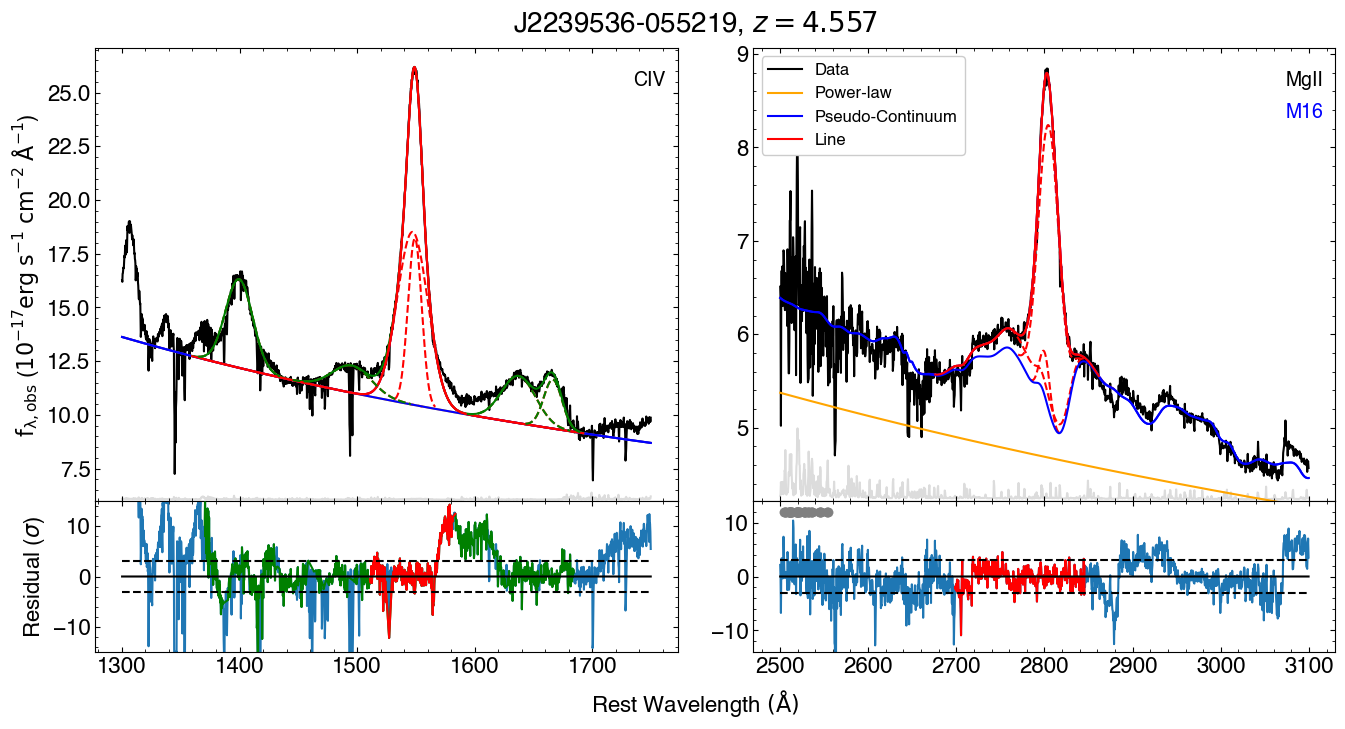 J2239536-055219, z = 4.557
f_λ,obs (10^−17 erg s^−1 cm^−2 Å^−1)
25.0
22.5
20.0
17.5
15.0
12.5
10.0
7.5
CIV
9
8
7
6
5
Data
Power-law
Pseudo-Continuum
Line
MgII
M16
Residual (σ)
10
0
−10
1300 1400 1500 1600 1700
10
0
−10
2500 2600 2700 2800 2900 3000 3100
Rest Wavelength (Å)